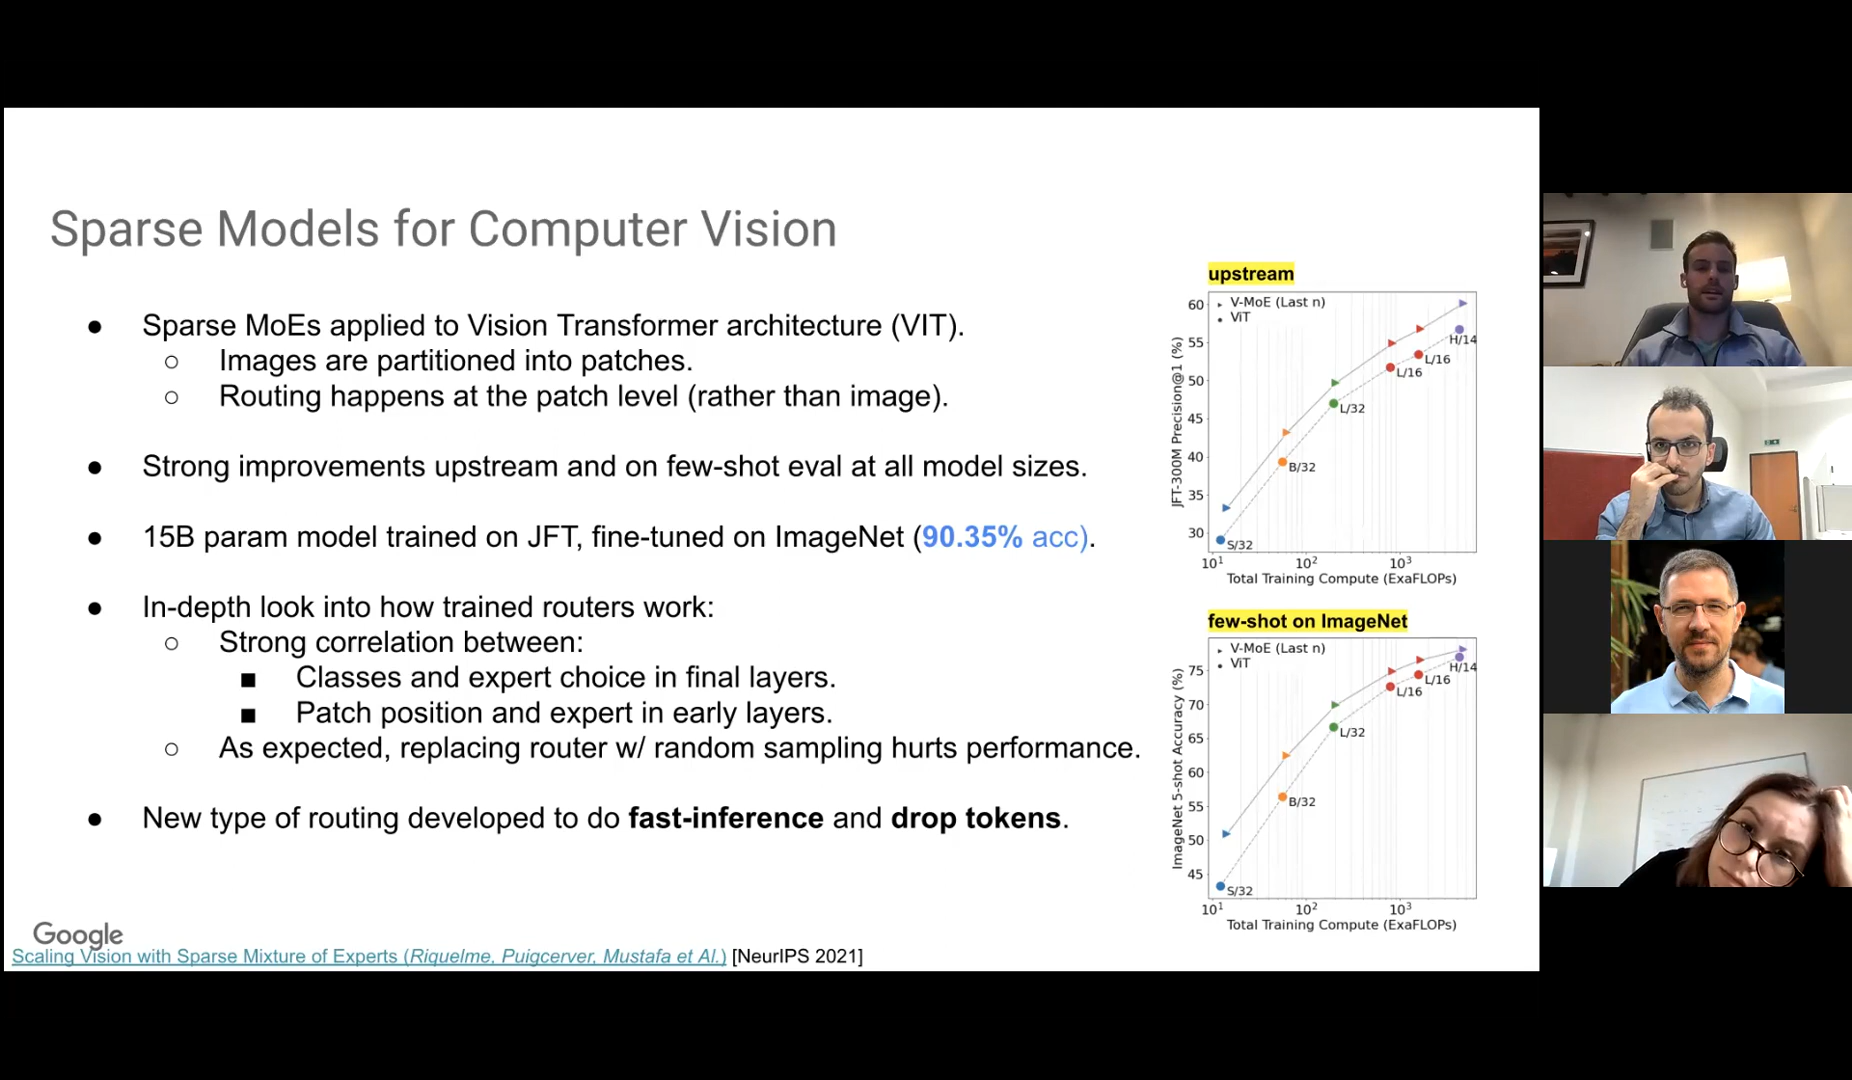 Sparse Models for Computer Vision
● Sparse MoEs applied to Vision Transformer architecture (VIT).
○ Images are partitioned into patches.
○ Routing happens at the patch level (rather than image).
● Strong improvements upstream and on few-shot eval at all model sizes.
● 15B param model trained on JFT, fine-tuned on ImageNet (90.35% acc).
● In-depth look into how trained routers work:
○ Strong correlation between:
■ Classes and expert choice in final layers.
■ Patch position and expert in early layers.
○ As expected, replacing router w/ random sampling hurts performance.
● New type of routing developed to do fast-inference and drop tokens.
Google
Scaling Vision with Sparse Mixture of Experts (Riquelme, Puigcerver, Mustafa et Al.) [NeurIPS 2021]
upstream
V-MoE (Last n)
ViT
JFT-300M Precision@1 (%)
60
55
50
45
40
35
30
H/14
L/16
L/16
L/32
B/32
S/32
10¹ 10² 10³
Total Training Compute (ExaFLOPs)
few-shot on ImageNet
V-MoE (Last n)
ViT
ImageNet 5-shot Accuracy (%)
75
70
65
60
55
50
45
H/14
L/16
L/16
L/32
B/32
S/32
10¹ 10² 10³
Total Training Compute (ExaFLOPs)